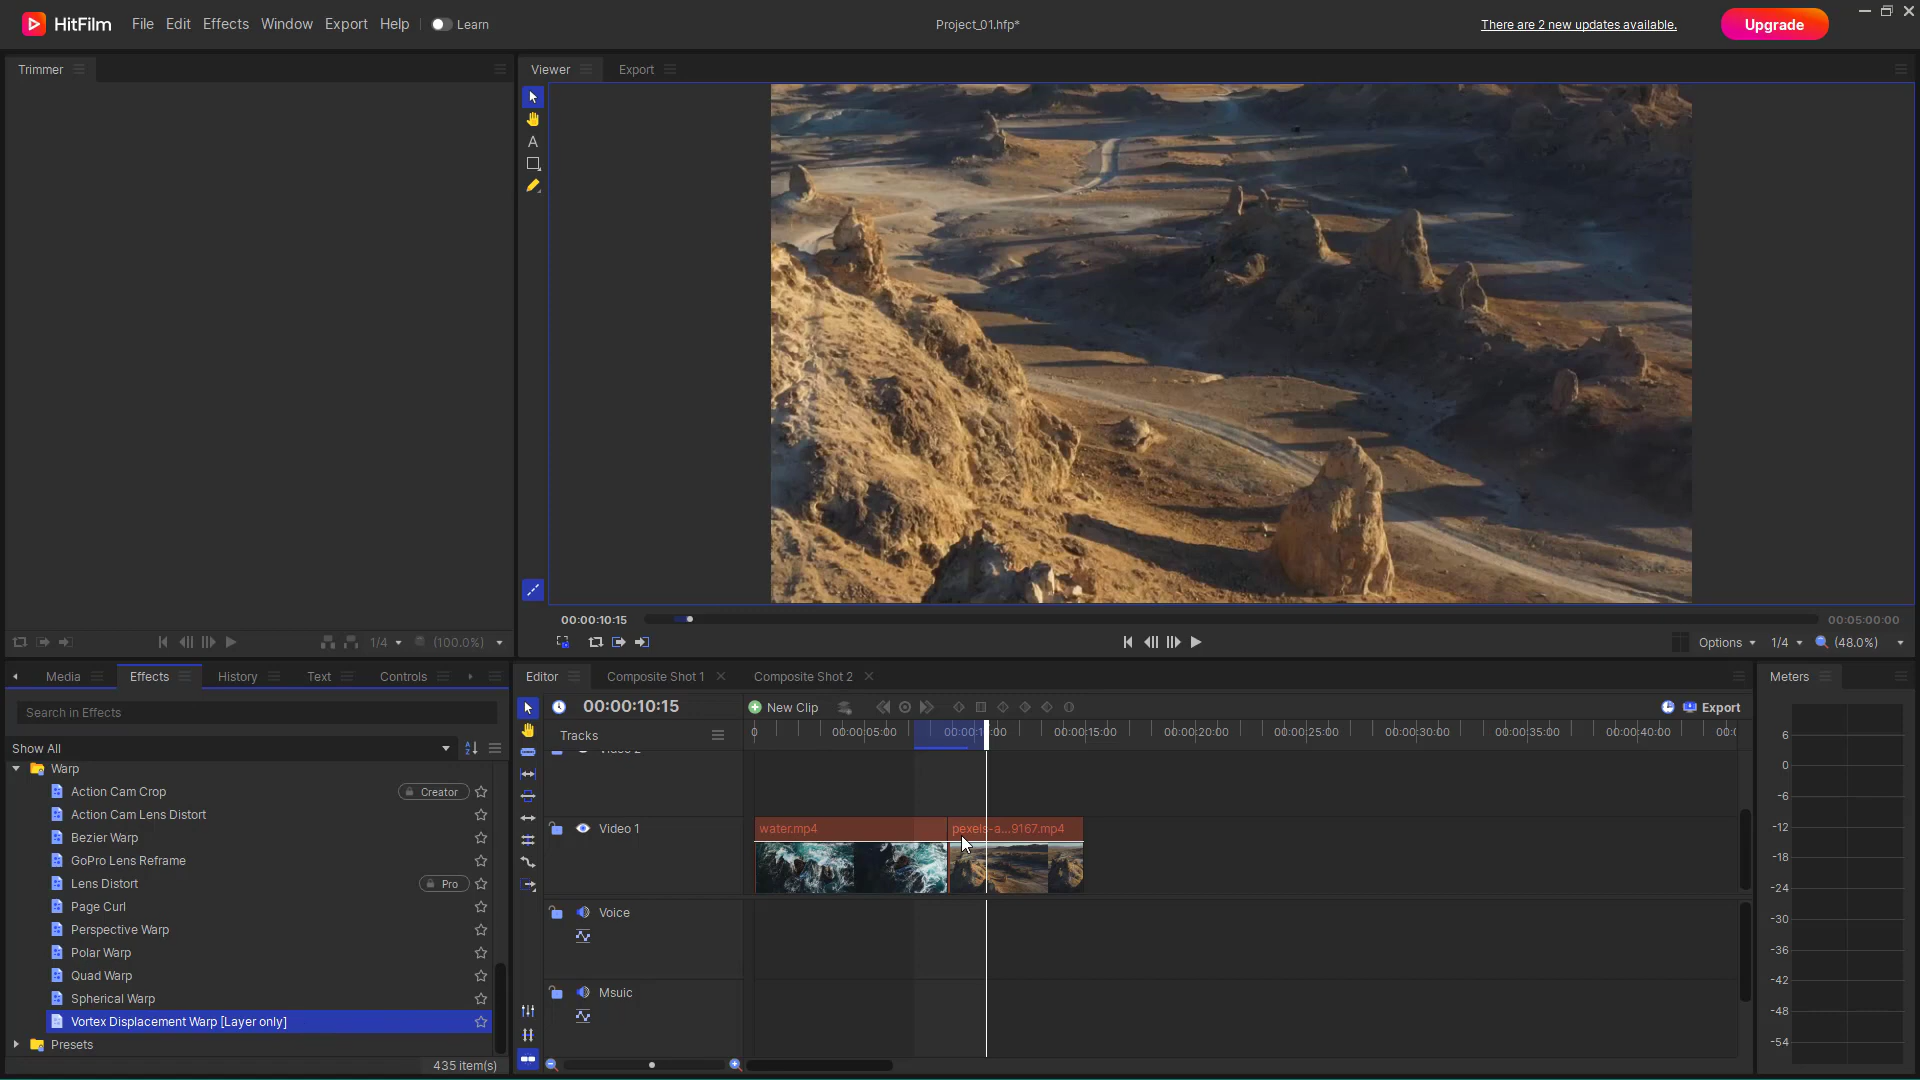 HitFilm File Edit Effects Window Export Help Learn Project_01.hfp* There are 2 new updates available. Upgrade
Trimmer Viewer Export
A
00:00:10:15 00:05:00:00
1/4 (100.0%) Options 1/4 (48.0%)
Media Effects History Text Controls Editor Composite Shot 1 Composite Shot 2 Meters
Search in Effects 00:00:10:15 New Clip Export
Tracks 0 00:00:05:00 00:00:15:00 00:00:20:00 00:00:25:00 00:00:30:00 00:00:35:00 00:00:40:00
Show All
Warp
Action Cam Crop Creator
Action Cam Lens Distort
Bezier Warp
GoPro Lens Reframe
Lens Distort Pro
Page Curl
Perspective Warp
Polar Warp
Quad Warp
Spherical Warp
Vortex Displacement Warp [Layer only]
Presets
435 item(s)
Video 1 water.mp4 pexels-a...9167.mp4
Voice
Msuic
6
0
-6
-12
-18
-24
-30
-36
-42
-48
-54